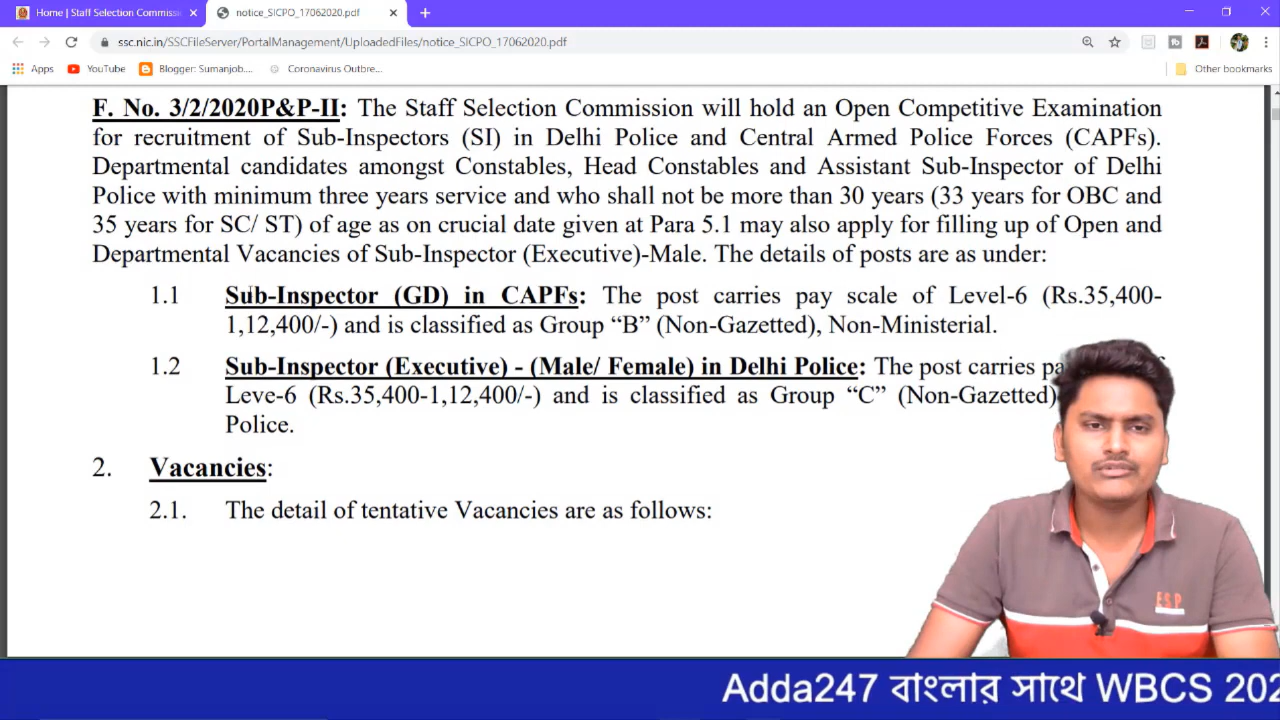 Home | Staff Selection Commissi
notice_SICPO_17062020.pdf
ssc.nic.in/SSCFileServer/PortalManagement/UploadedFiles/notice_SICPO_17062020.pdf
Apps YouTube Blogger: Sumanjob.... Coronavirus Outbre... Other bookmarks
F. No. 3/2/2020P&P-II: The Staff Selection Commission will hold an Open Competitive Examination
for recruitment of Sub-Inspectors (SI) in Delhi Police and Central Armed Police Forces (CAPFs).
Departmental candidates amongst Constables, Head Constables and Assistant Sub-Inspector of Delhi
Police with minimum three years service and who shall not be more than 30 years (33 years for OBC and
35 years for SC/ ST) of age as on crucial date given at Para 5.1 may also apply for filling up of Open and
Departmental Vacancies of Sub-Inspector (Executive)-Male. The details of posts are as under:
1.1 Sub-Inspector (GD) in CAPFs: The post carries pay scale of Level-6 (Rs.35,400-
1,12,400/-) and is classified as Group “B” (Non-Gazetted), Non-Ministerial.
1.2 Sub-Inspector (Executive) - (Male/ Female) in Delhi Police: The post carries
Leve-6 (Rs.35,400-1,12,400/-) and is classified as Group “C” (Non-Gazetted)
Police.
2. Vacancies:
2.1. The detail of tentative Vacancies are as follows:
ESP
Adda247 বাংলার সাথে WBCS 202